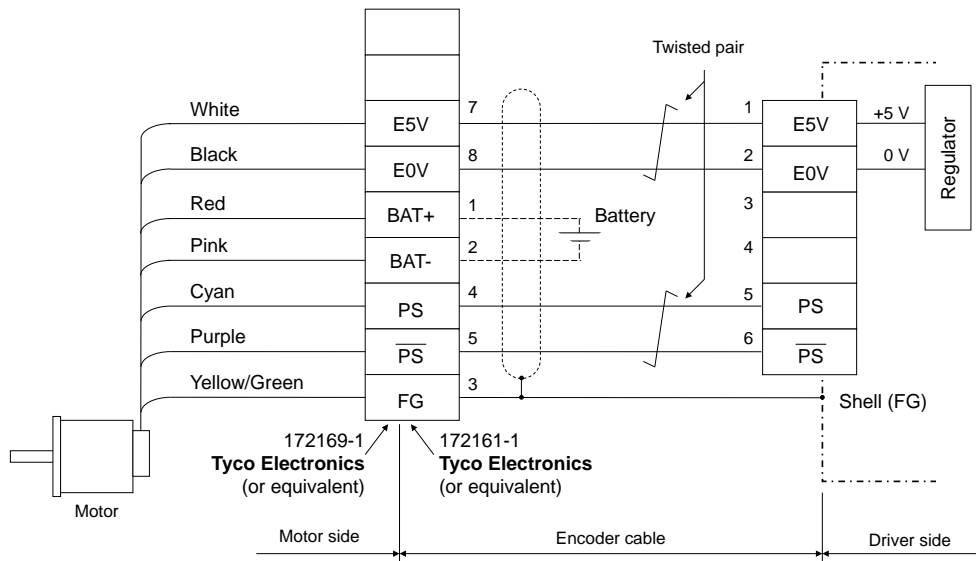 Twisted pair
White
7
E5V
1
E5V
+5 V
Regulator
Black
8
E0V
2
E0V
0 V
Red
1
BAT+
Battery
3
Pink
2
BAT-
4
Cyan
4
PS
5
PS
Purple
5
P̅S̅
6
P̅S̅
Yellow/Green
3
FG
Shell (FG)
172169-1
Tyco Electronics
(or equivalent)
172161-1
Tyco Electronics
(or equivalent)
Motor
Motor side
Encoder cable
Driver side